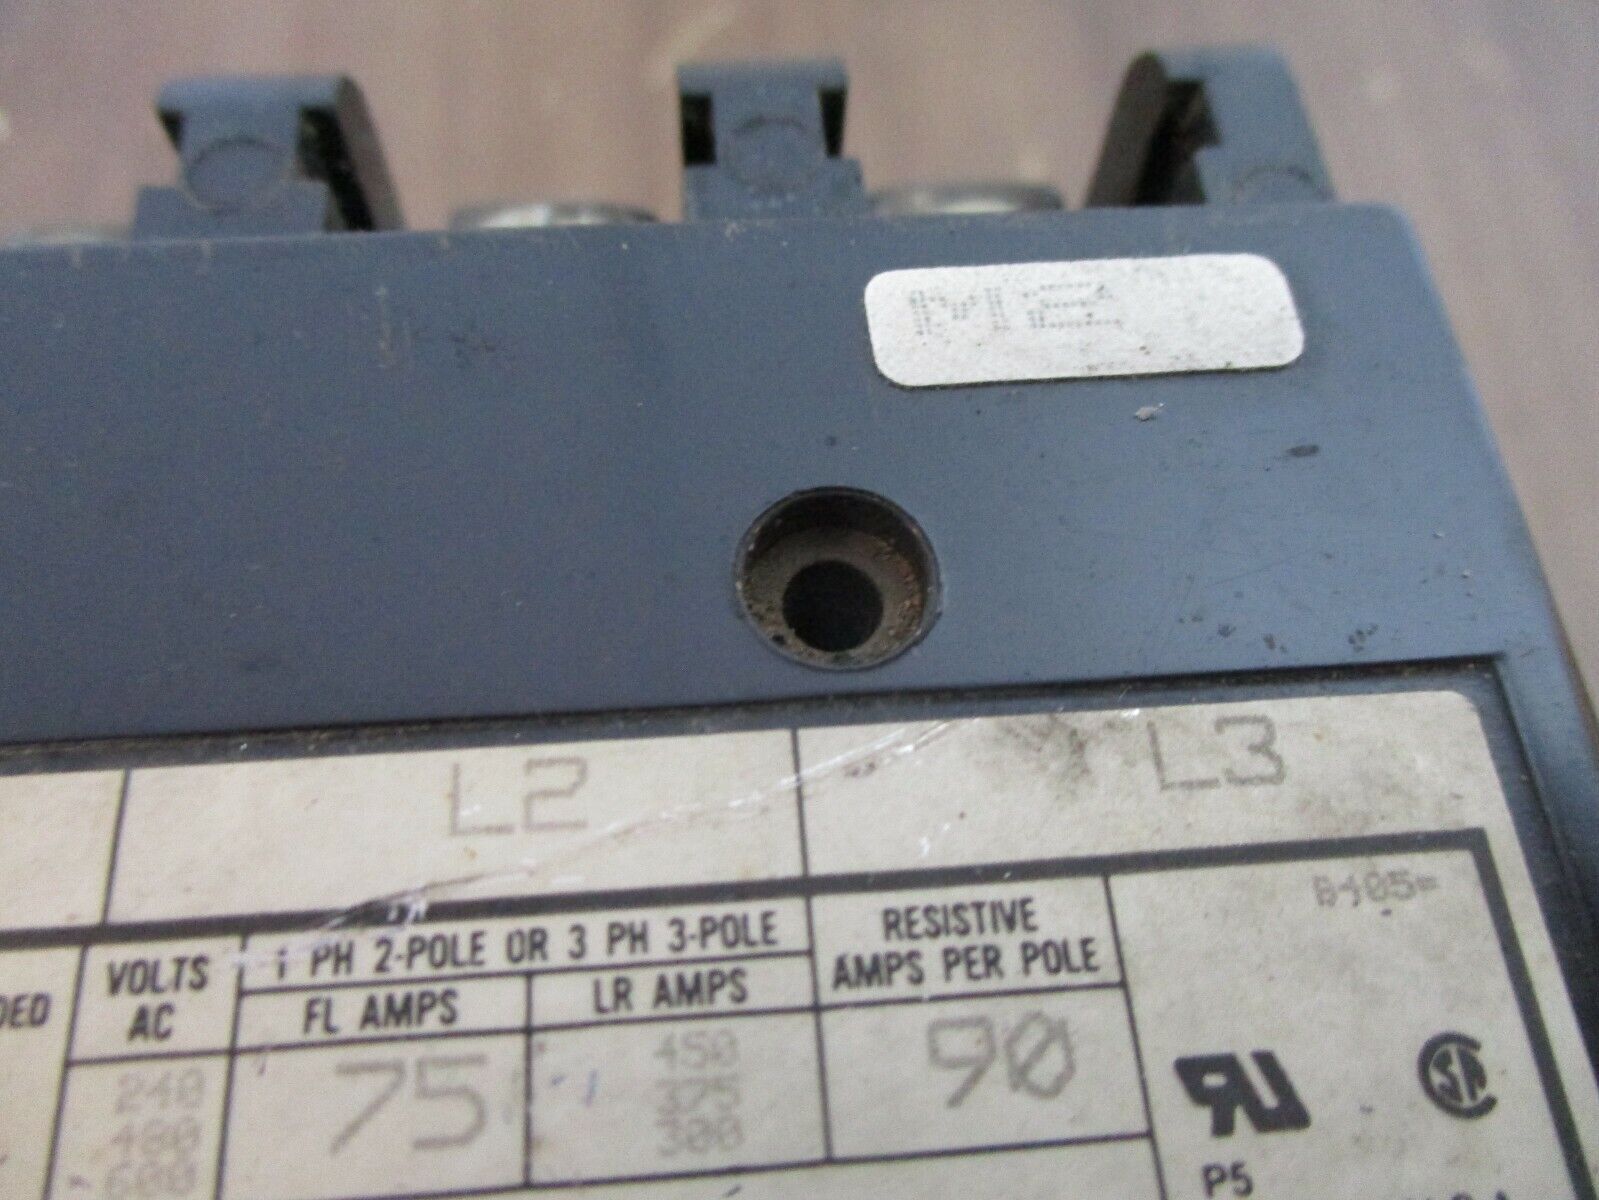 ME
L2 L3
B405
VOLTS AC
1 PH 2-POLE OR 3 PH 3-POLE
FL AMPS
LR AMPS
RESISTIVE
AMPS PER POLE
240
480
600
75
450
375
300
90
P5